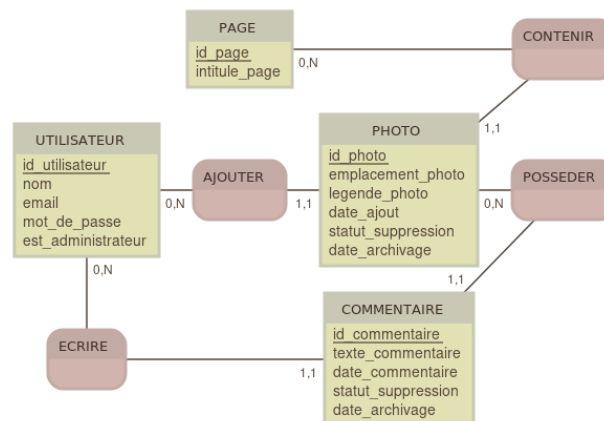 PAGE
id_page
intitule_page
0,N
CONTENIR
1,1
UTILISATEUR
id_utilisateur
nom
email
mot_de_passe
est_administrateur
0,N
AJOUTER
1,1
PHOTO
id_photo
emplacement_photo
legende_photo
date_ajout
statut_suppression
date_archivage
0,N
POSSEDER
1,1
0,N
ECRIRE
1,1
COMMENTAIRE
id_commentaire
texte_commentaire
date_commentaire
statut_suppression
date_archivage